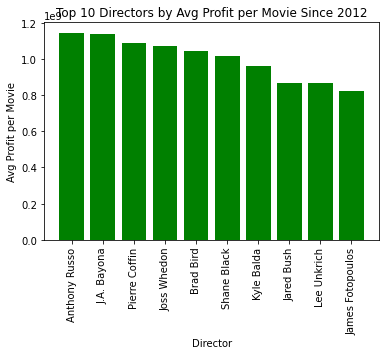 Top 10 Directors by Avg Profit per Movie Since 2012
1e9
1.2
1.0
0.8
0.6
0.4
0.2
0.0
Avg Profit per Movie
Anthony Russo
J.A. Bayona
Pierre Coffin
Joss Whedon
Brad Bird
Shane Black
Kyle Balda
Jared Bush
Lee Unkrich
James Fotopoulos
Director